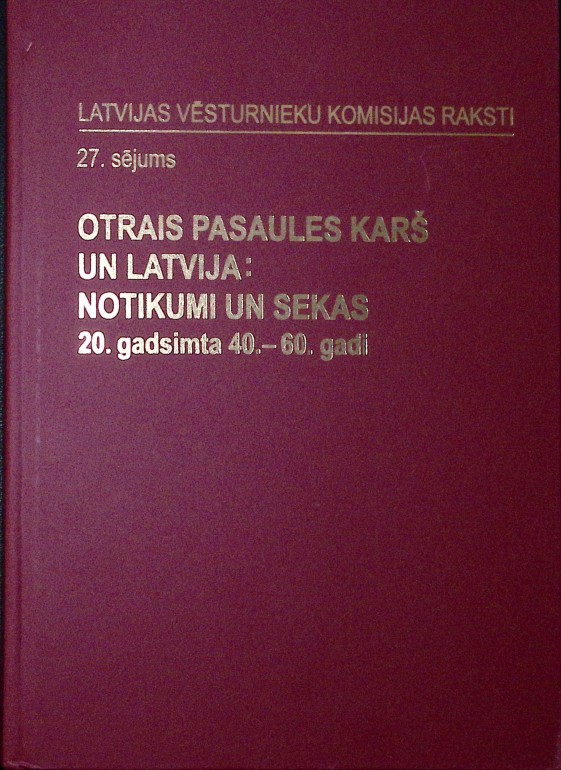 LATVIJAS VĒSTURNIEKU KOMISIJAS RAKSTI
27. sējums
OTRAIS PASAULES KARŠ
UN LATVIJA:
NOTIKUMI UN SEKAS
20. gadsimta 40.–60. gadi